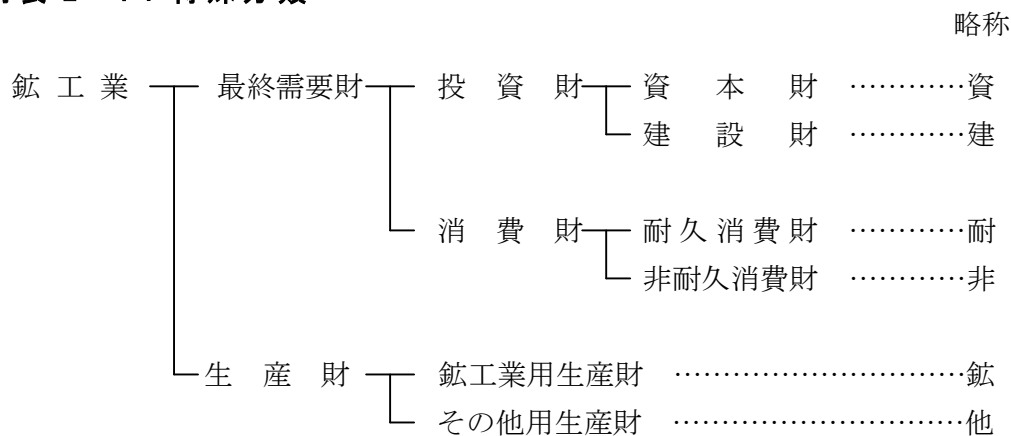 略称
鉱工業 最終需要財 投資財 資本財 …………資
建設財 …………建
消費財 耐久消費財 …………耐
非耐久消費財 …………非
生産財 鉱工業用生産財 …………………………鉱
その他用生産財 …………………………他